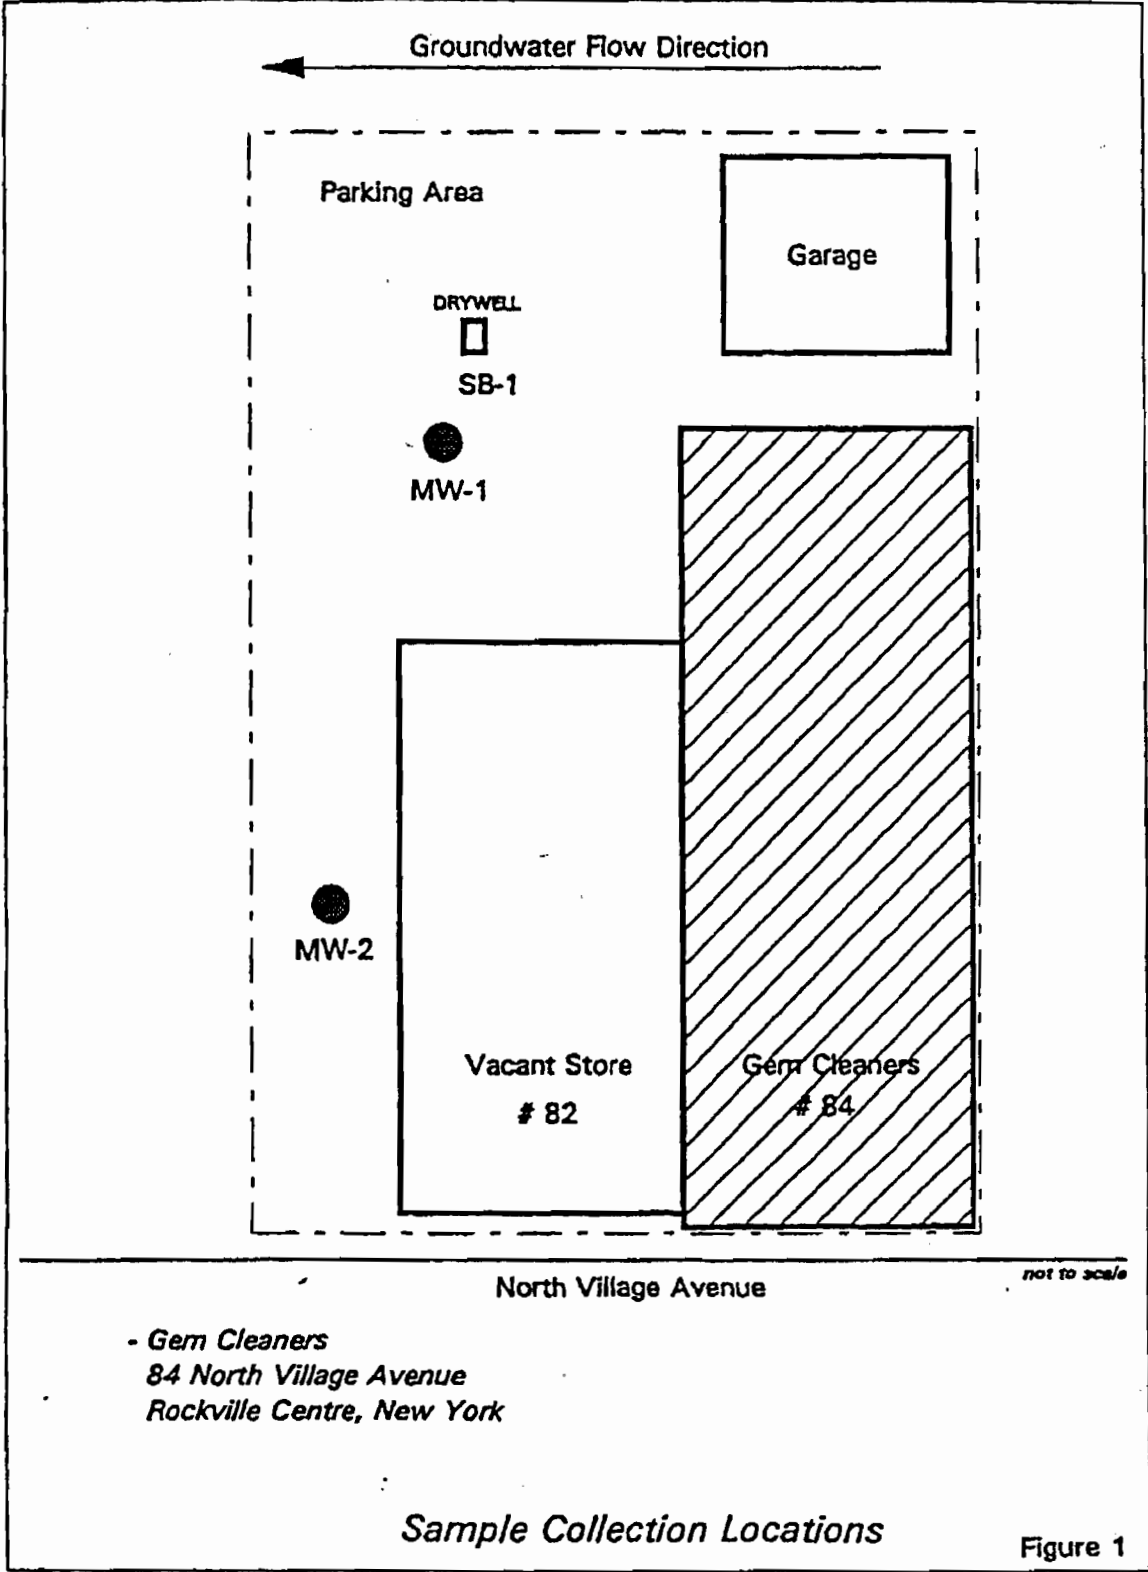 Groundwater Flow Direction
Parking Area
Garage
DRYWELL
SB-1
MW-1
MW-2
Vacant Store
# 82
Gem Cleaners
# 84
North Village Avenue
not to scale
- Gem Cleaners
84 North Village Avenue
Rockville Centre, New York
Sample Collection Locations
Figure 1